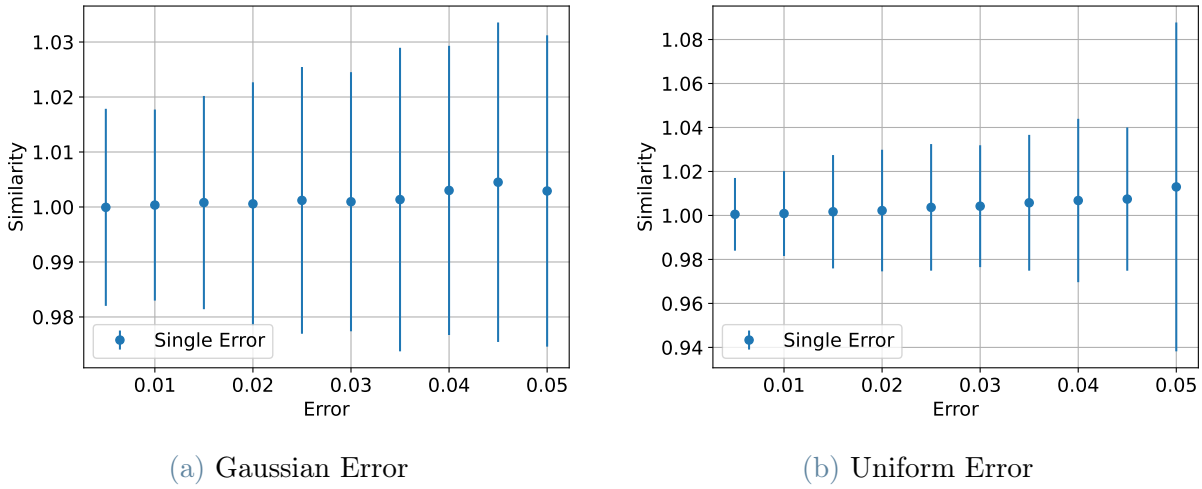 1.03
1.02
1.01
1.00
0.99
0.98
Similarity
Single Error
0.01 0.02 0.03 0.04 0.05
Error
(a) Gaussian Error
1.08
1.06
1.04
1.02
1.00
0.98
0.96
0.94
Similarity
Single Error
0.01 0.02 0.03 0.04 0.05
Error
(b) Uniform Error